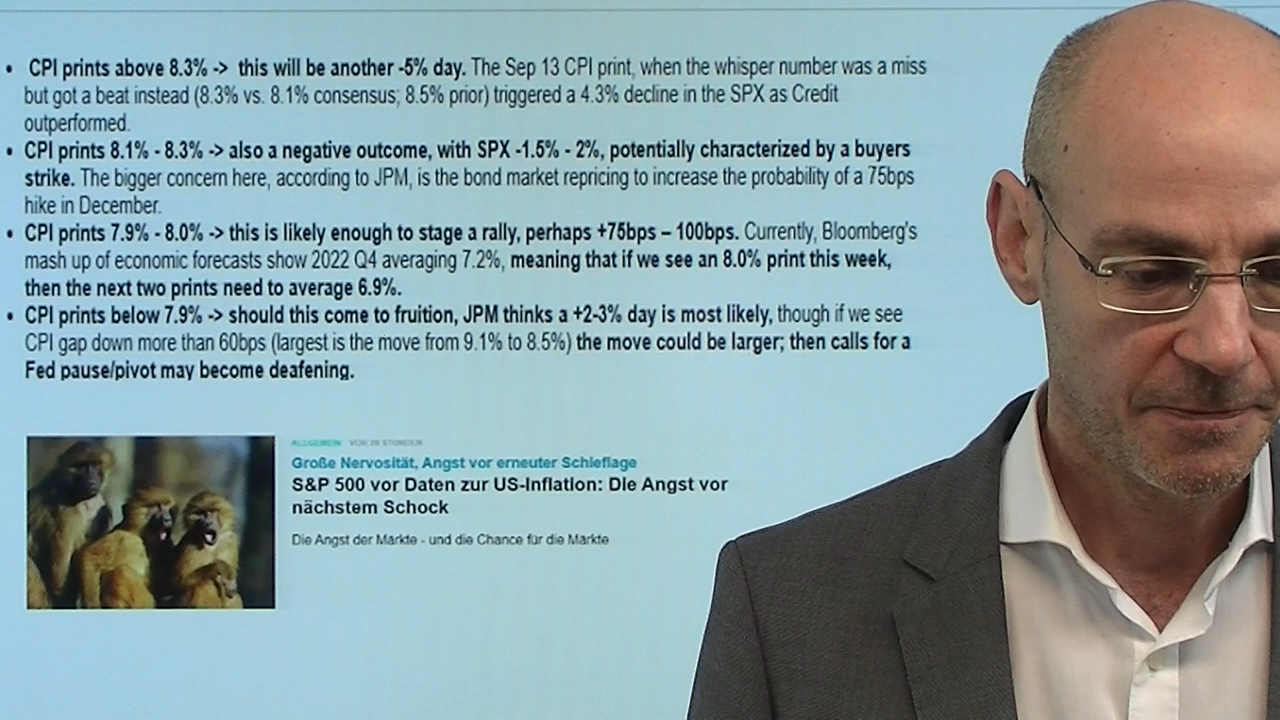 • CPI prints above 8.3% -> this will be another -5% day. The Sep 13 CPI print, when the whisper number was a miss
but got a beat instead (8.3% vs. 8.1% consensus; 8.5% prior) triggered a 4.3% decline in the SPX as Credit
outperformed.
• CPI prints 8.1% - 8.3% -> also a negative outcome, with SPX -1.5% - 2%, potentially characterized by a buyers
strike. The bigger concern here, according to JPM, is the bond market repricing to increase the probability of a 75bps
hike in December.
• CPI prints 7.9% - 8.0% -> this is likely enough to stage a rally, perhaps +75bps – 100bps. Currently, Bloomberg's
mash up of economic forecasts show 2022 Q4 averaging 7.2%, meaning that if we see an 8.0% print this week,
then the next two prints need to average 6.9%.
• CPI prints below 7.9% -> should this come to fruition, JPM thinks a +2-3% day is most likely, though if we see
CPI gap down more than 60bps (largest is the move from 9.1% to 8.5%) the move could be larger; then calls for a
Fed pause/pivot may become deafening.
ALLGEMEIN VOR 20 STUNDEN
Große Nervosität, Angst vor erneuter Schieflage
S&P 500 vor Daten zur US-Inflation: Die Angst vor
nächstem Schock
Die Angst der Märkte - und die Chance für die Märkte